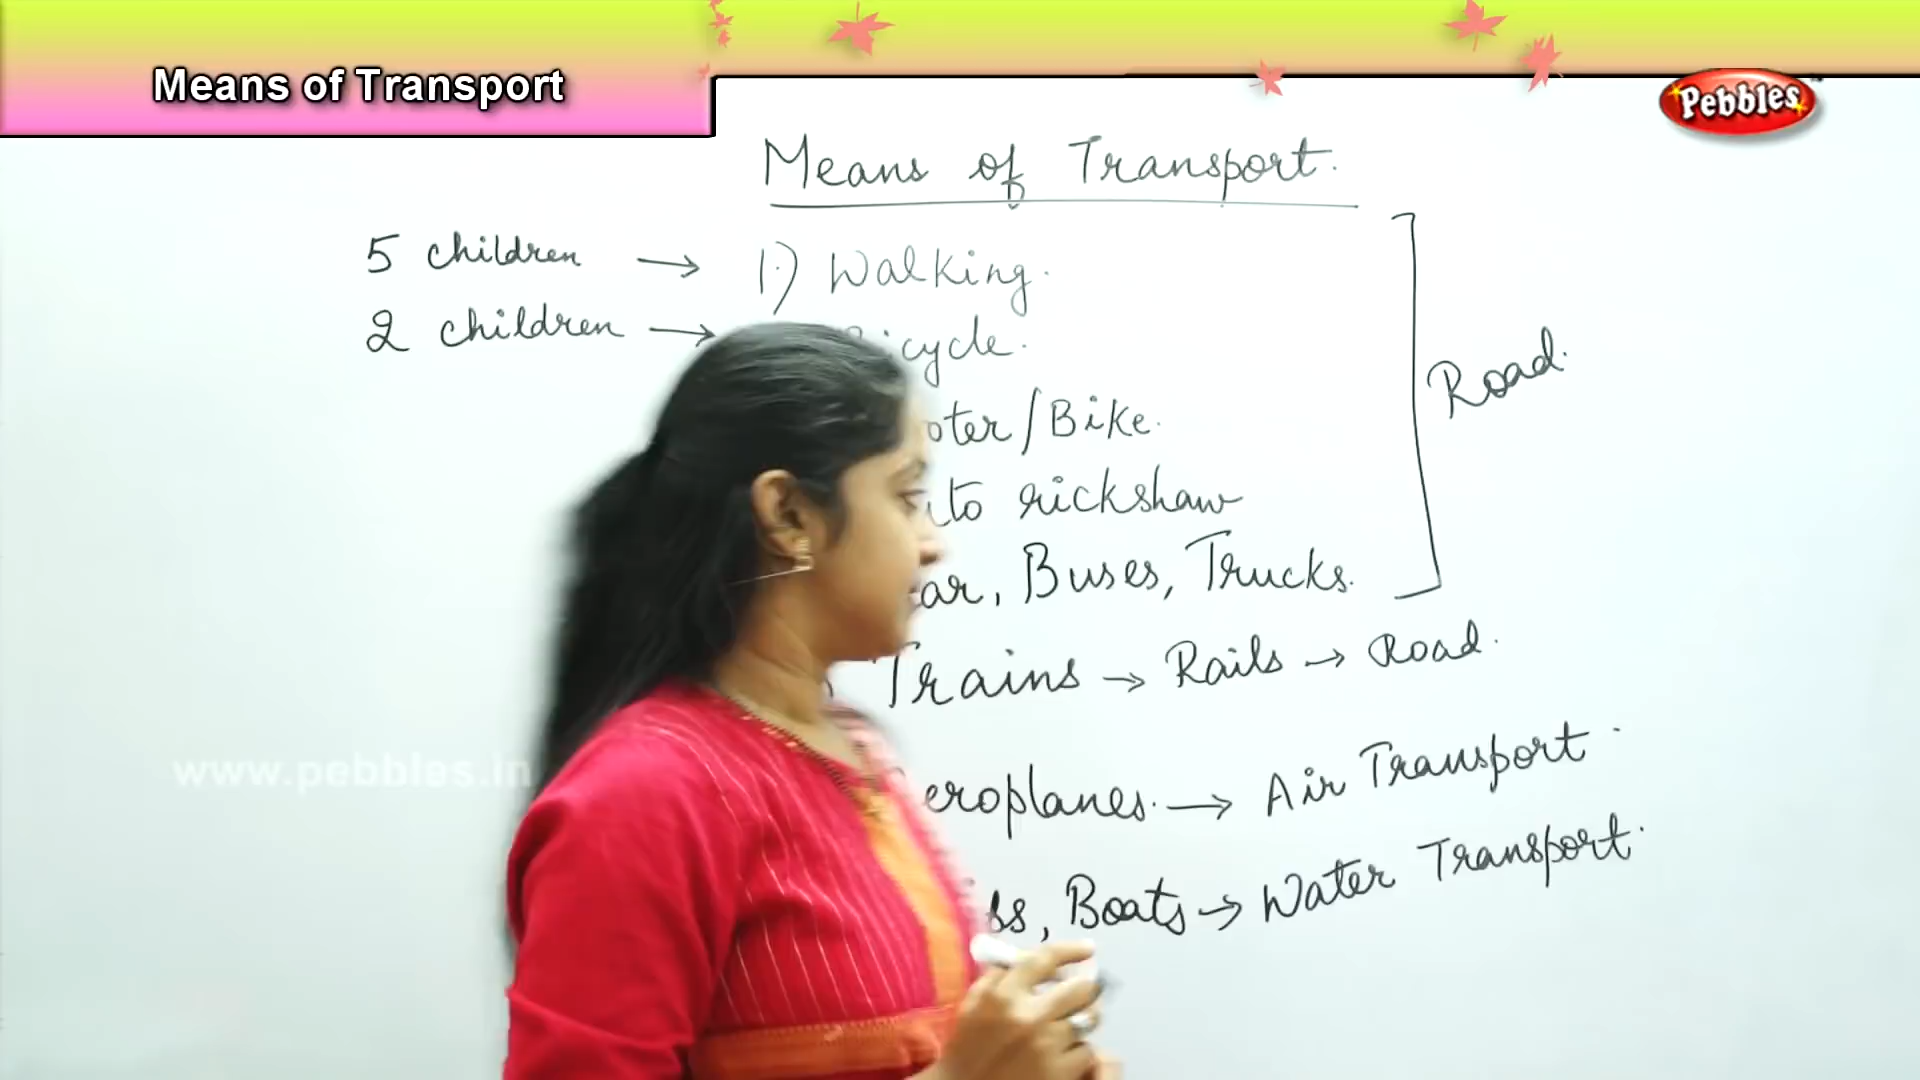 Means of Transport
Pebbles
Means of Transport.
5 children → 1.) Walking.
2 children → Bicycle.
oter/Bike.
to rickshaw
ar, Buses, Trucks.
Road.
Trains → Rails → Road.
eroplanes. → Air Transport.
Boats → Water Transport.
www.pebbles.in